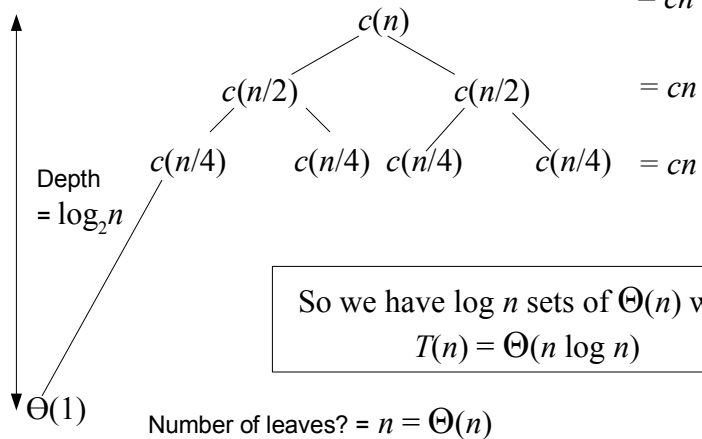 c(n) = cn
c(n/2) c(n/2) = cn
c(n/4) c(n/4) c(n/4) c(n/4) = cn
Depth
= log₂n
So we have log n sets of Θ(n) w
T(n) = Θ(n log n)
Θ(1)
Number of leaves? = n = Θ(n)